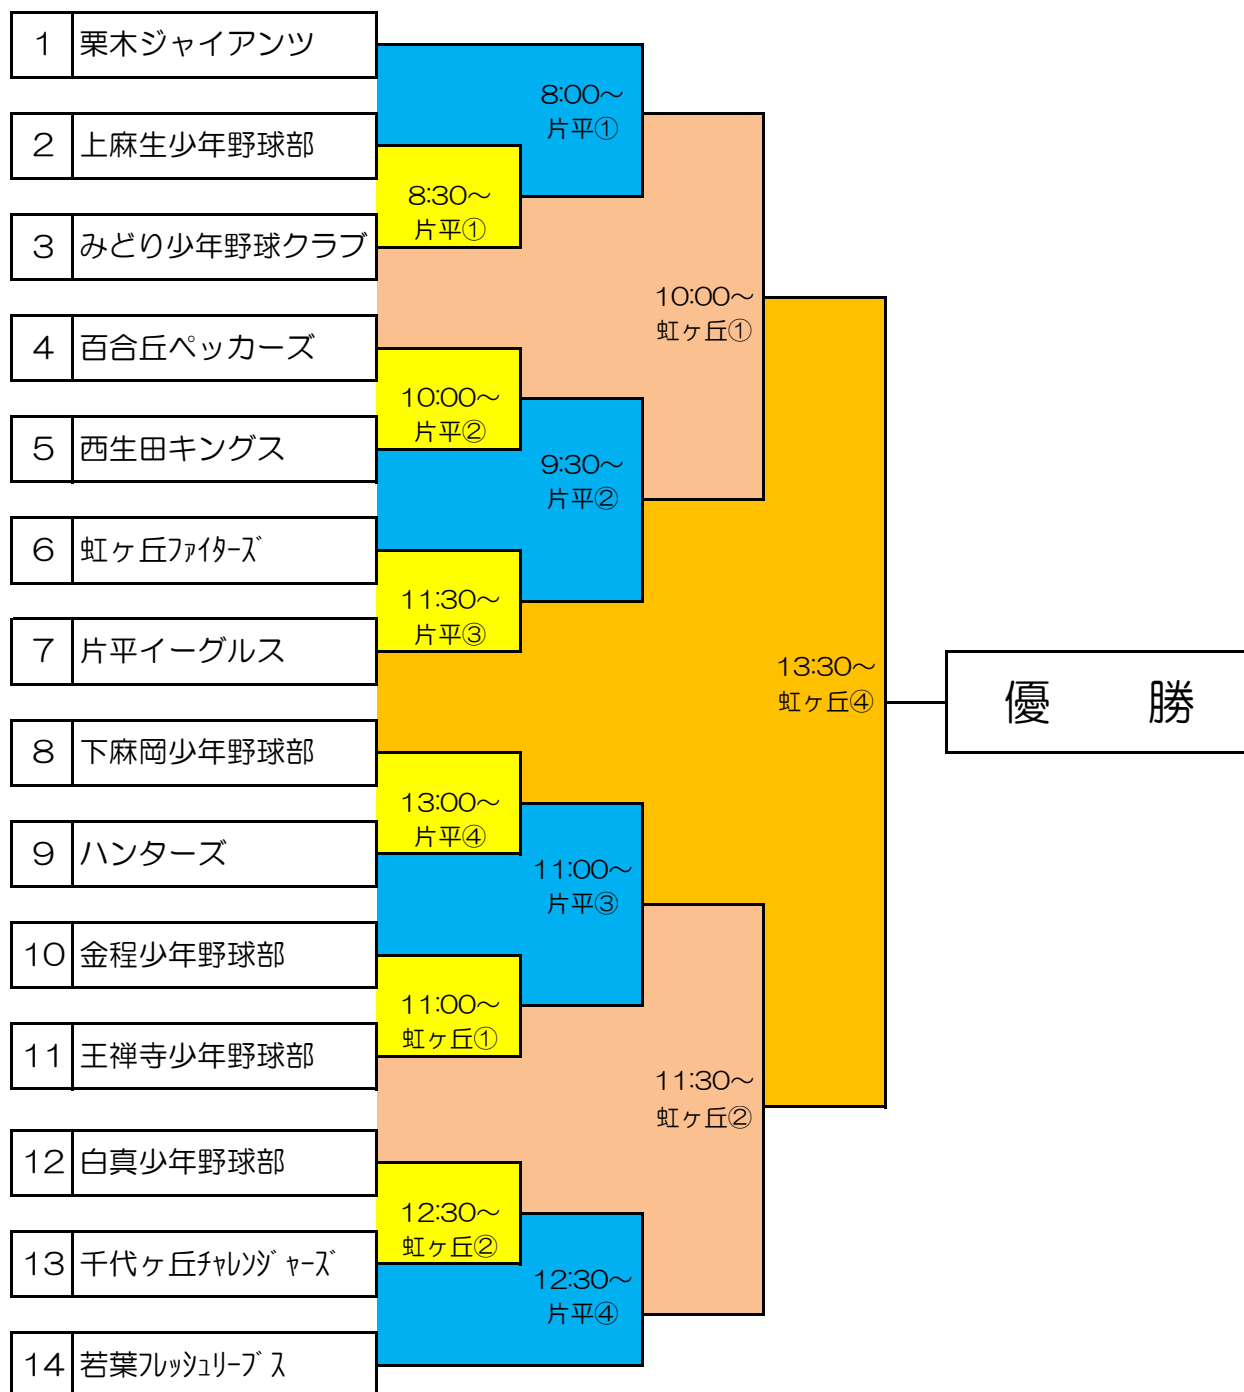 1 栗木ジャイアンツ
8:00～
片平①
2 上麻生少年野球部
8:30～
片平①
3 みどり少年野球クラブ
10:00～
虹ヶ丘①
4 百合丘ペッカーズ
10:00～
片平②
5 西生田キングス
9:30～
片平②
6 虹ヶ丘ﾌｧｲﾀｰｽﾞ
11:30～
片平③
7 片平イーグルス
13:30～
虹ヶ丘④
優 勝
8 下麻岡少年野球部
13:00～
片平④
9 ハンターズ
11:00～
片平③
10 金程少年野球部
11:00～
虹ヶ丘①
11 王禅寺少年野球部
11:30～
虹ヶ丘②
12 白真少年野球部
12:30～
虹ヶ丘②
13 千代ヶ丘ﾁｬﾚﾝｼﾞｬｰｽﾞ
12:30～
片平④
14 若葉ﾌﾚｯｼｭﾘｰﾌﾞｽ